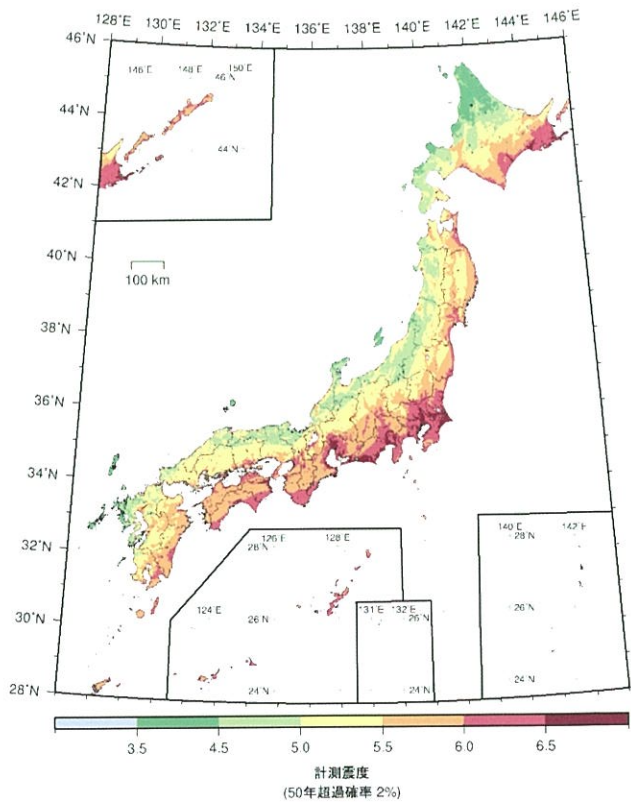 128°E 130°E 132°E 134°E 136°E 138°E 140°E 142°E 144°E 146°E
46°N
146°E 148°E 150°E
46°N
44°N
44°N
42°N
40°N
100 km
38°N
36°N
34°N
32°N
30°N
28°N
126°E 128°E
28°N
124°E
26°N
24°N
131°E 132°E
26°N
24°N
140°E 142°E
28°N
26°N
24°N
3.5 4.5 5.0 5.5 6.0 6.5
計測震度
(50年超過確率 2%)